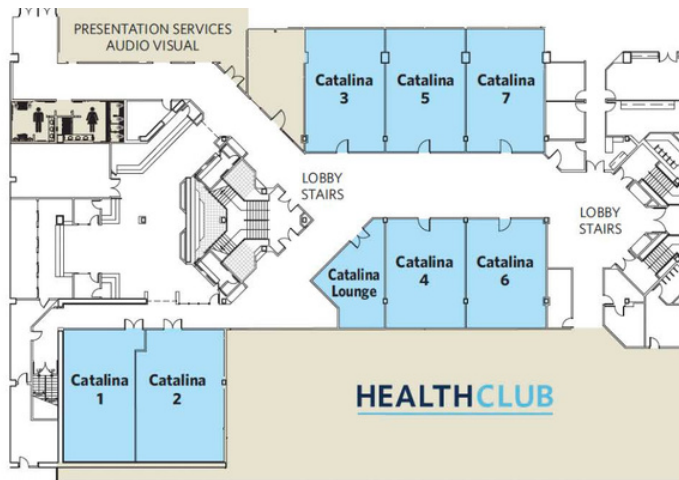 PRESENTATION SERVICES
AUDIO VISUAL
Catalina
3
Catalina
5
Catalina
7
LOBBY
STAIRS
LOBBY
STAIRS
Catalina
Lounge
Catalina
4
Catalina
6
Catalina
1
Catalina
2
HEALTHCLUB